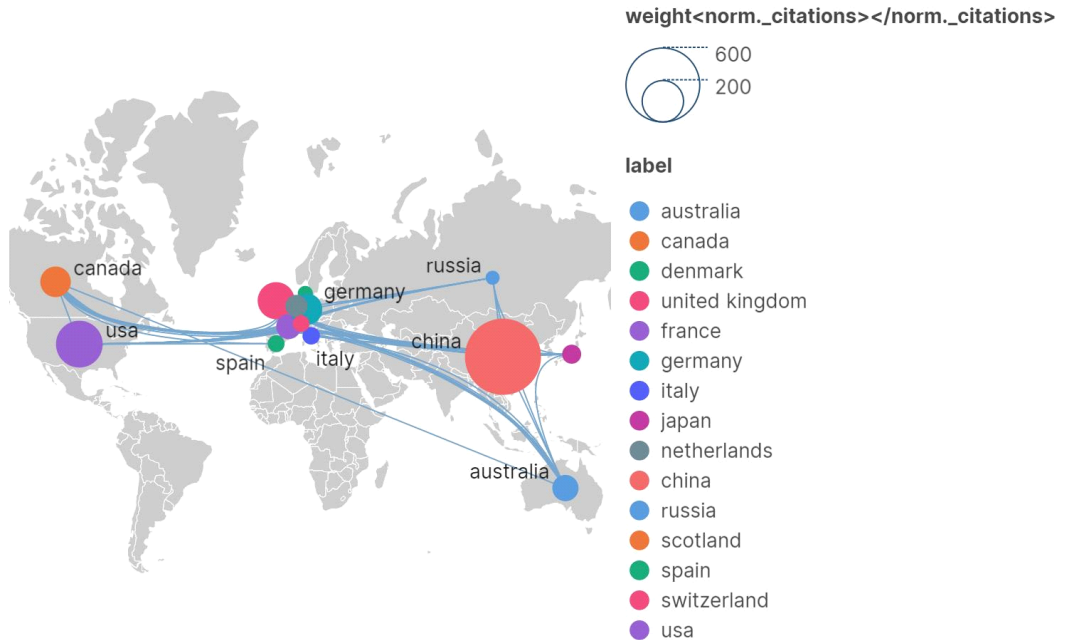 weight<norm._citations></norm._citations>
600
200
label
australia
canada
denmark
united kingdom
france
germany
italy
japan
netherlands
china
russia
scotland
spain
switzerland
usa
canada
russia
germany
usa
china
spain
italy
australia